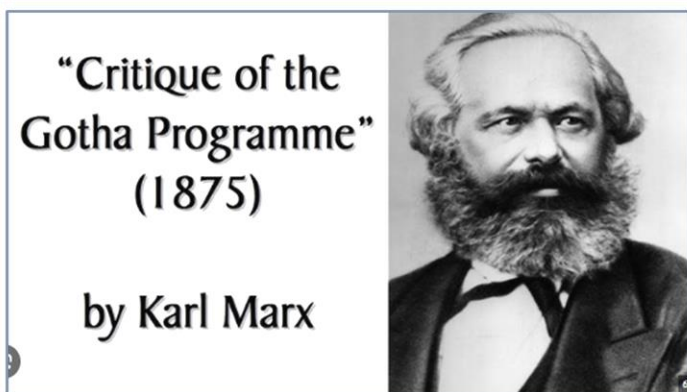 “Critique of the
Gotha Programme”
(1875)
by Karl Marx